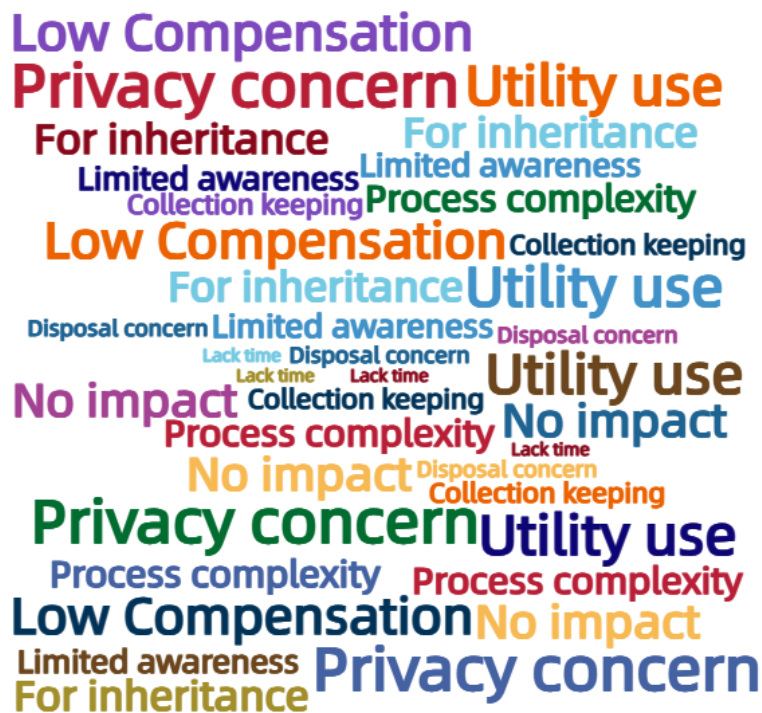 Low Compensation
Privacy concern Utility use
For inheritance For inheritance
Limited awareness Limited awareness
Collection keeping Process complexity
Low Compensation Collection keeping
For inheritance Utility use
Disposal concern Limited awareness Disposal concern
Lack time Disposal concern
Lack time Lack time Utility use
No impact Collection keeping No impact
Process complexity
Lack time
No impact Disposal concern
Collection keeping
Privacy concern Utility use
Process complexity Process complexity
Low Compensation No impact
Limited awareness Privacy concern
For inheritance